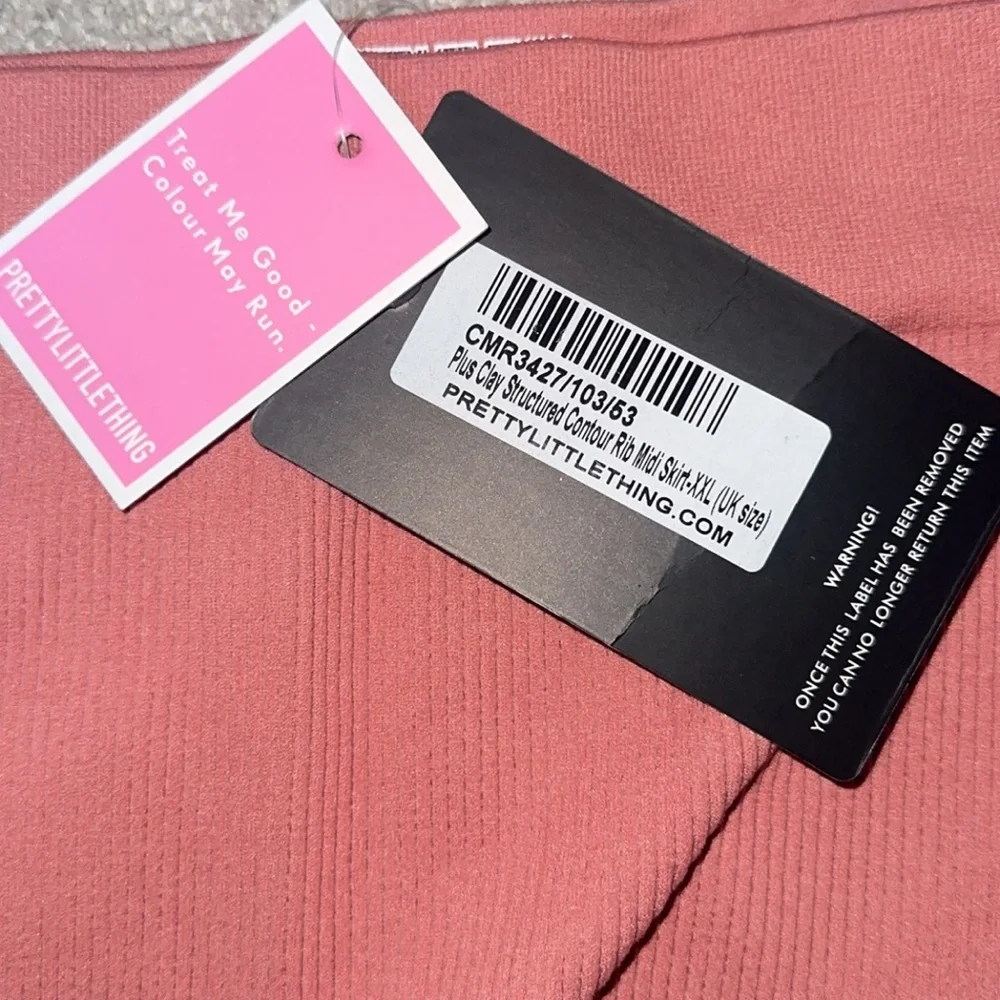 Treat Me Good -
Colour May Run.
PRETTYLITTLETHING
CMR3427/103/53
Plus Clay Structured Contour Rib Midi Skirt-XXL (UK size)
PRETTYLITTLETHING.COM
WARNING!
ONCE THIS LABEL HAS BEEN REMOVED
YOU CAN NO LONGER RETURN THIS ITEM